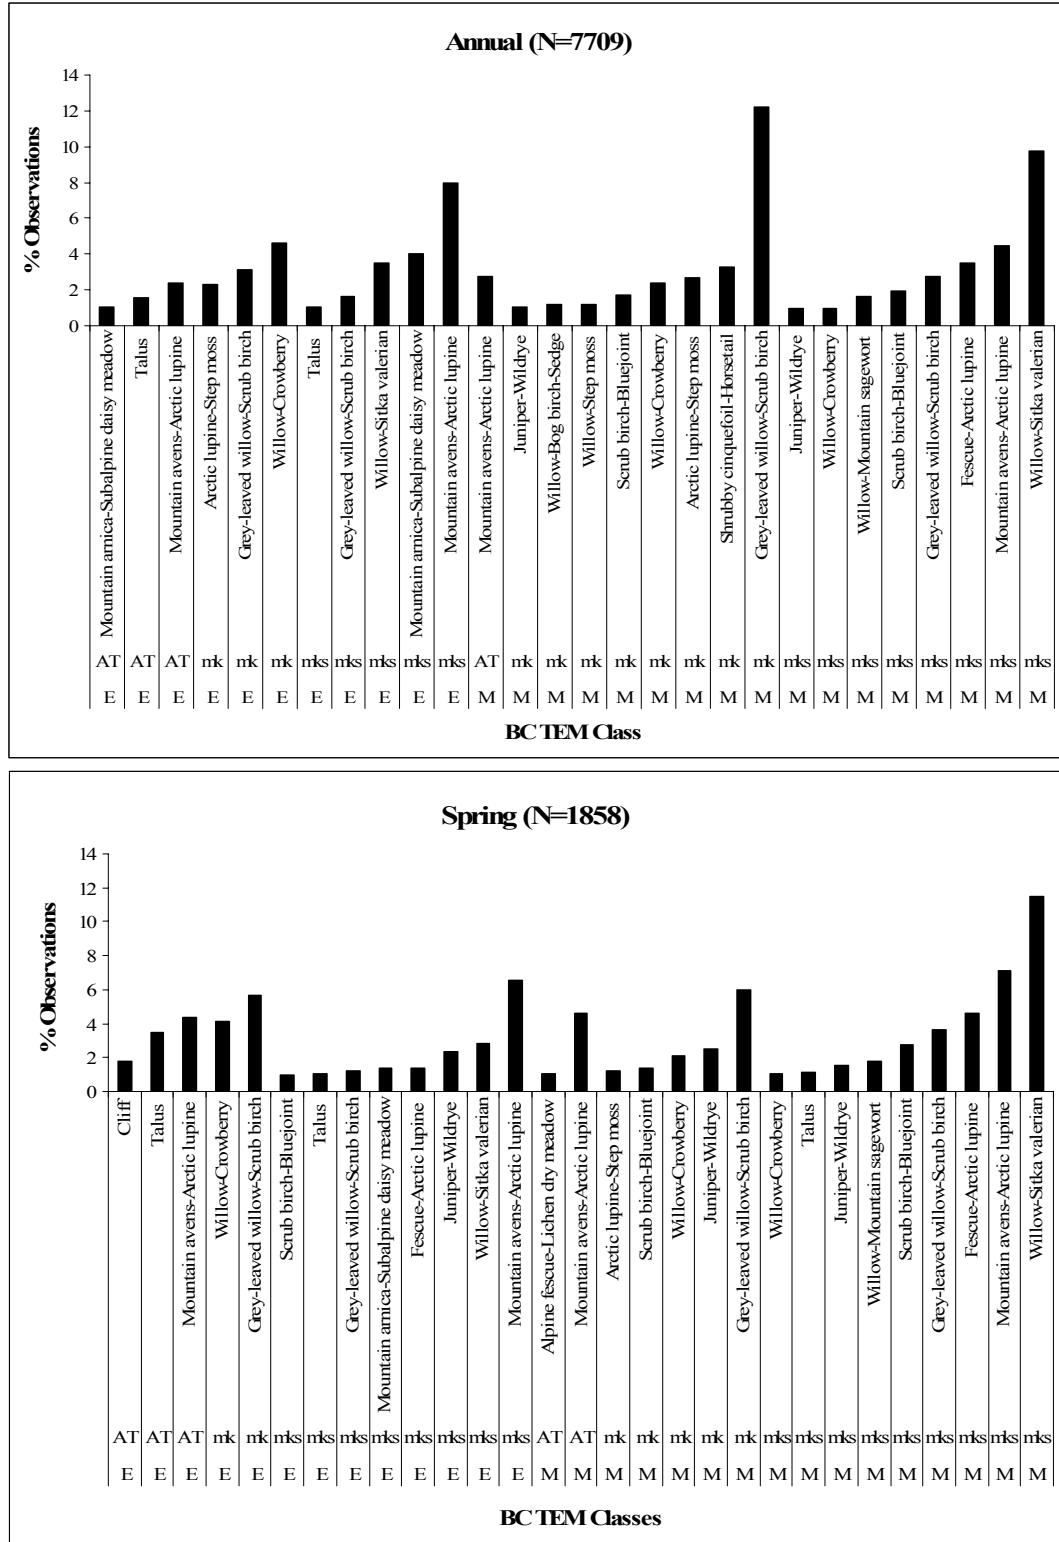 Annual (N=7709)
14
12
10
8
6
4
2
0
% Observations
Mountain arnica-Subalpine daisy meadow
Talus
Mountain avens-Arctic lupine
Arctic lupine-Step moss
Grey-leaved willow-Scrub birch
Willow-Crowberry
Talus
Grey-leaved willow-Scrub birch
Willow-Sitka valerian
Mountain arnica-Subalpine daisy meadow
Mountain avens-Arctic lupine
Mountain avens-Arctic lupine
Juniper-Wildrye
Willow-Bog birch-Sedge
Willow-Step moss
Scrub birch-Bluejoint
Willow-Crowberry
Arctic lupine-Step moss
Shrubby cinquefoil-Horsetail
Grey-leaved willow-Scrub birch
Juniper-Wildrye
Willow-Crowberry
Willow-Mountain sagewort
Scrub birch-Bluejoint
Grey-leaved willow-Scrub birch
Fescue-Arctic lupine
Mountain avens-Arctic lupine
Willow-Sitka valerian
AT AT AT mk mk mk mks mks mks mks mks AT mk mk mk mk mk mk mk mk mks mks mks mks mks mks mks mks
E E E E E E E E E E E M M M M M M M M M M M M M M M M M
BC TEM Class
Spring (N=1858)
14
12
10
8
6
4
2
0
% Observations
Cliff
Talus
Mountain avens-Arctic lupine
Willow-Crowberry
Grey-leaved willow-Scrub birch
Scrub birch-Bluejoint
Talus
Grey-leaved willow-Scrub birch
Mountain arnica-Subalpine daisy meadow
Fescue-Arctic lupine
Juniper-Wildrye
Willow-Sitka valerian
Mountain avens-Arctic lupine
Alpine fescue-Lichen dry meadow
Mountain avens-Arctic lupine
Arctic lupine-Step moss
Scrub birch-Bluejoint
Willow-Crowberry
Juniper-Wildrye
Grey-leaved willow-Scrub birch
Willow-Crowberry
Talus
Juniper-Wildrye
Willow-Mountain sagewort
Scrub birch-Bluejoint
Grey-leaved willow-Scrub birch
Fescue-Arctic lupine
Mountain avens-Arctic lupine
Willow-Sitka valerian
AT AT AT mk mk mks mks mks mks mks mks mks mks AT AT mk mk mk mk mk mks mks mks mks mks mks mks mks mks
E E E E E E E E E E E E E M M M M M M M M M M M M M M M M
BC TEM Classes